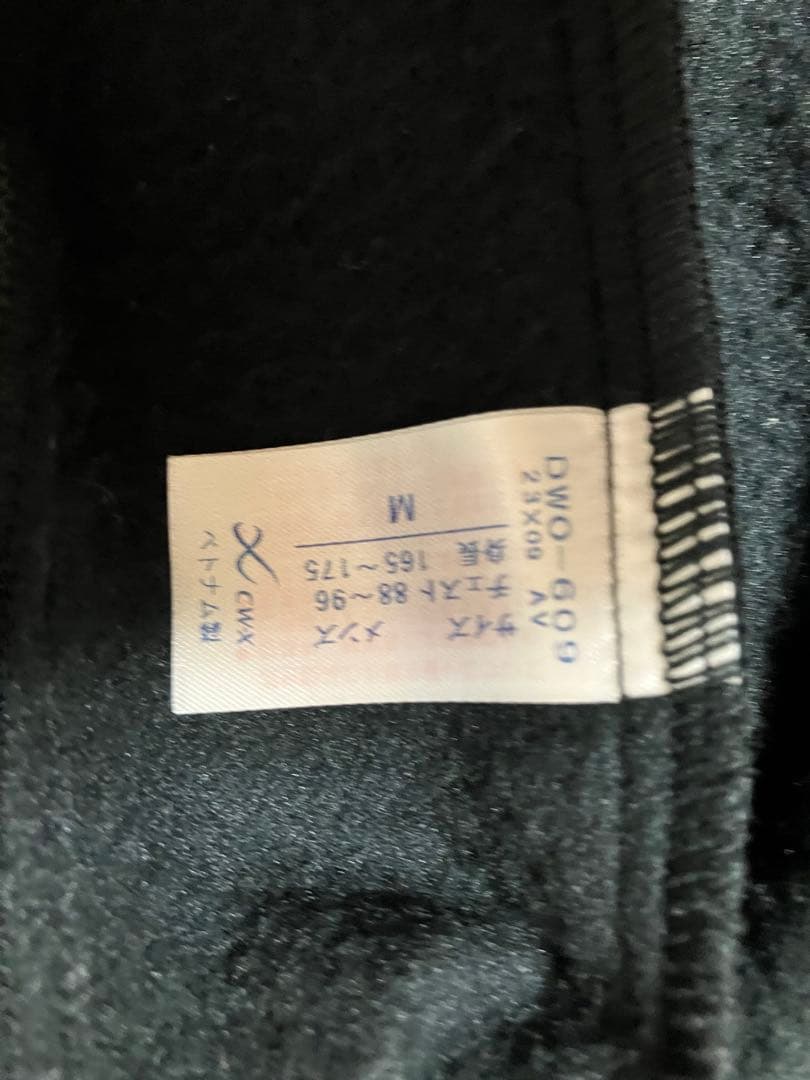 DWO-609
23X09 AV
サイズ メンズ
チェスト 88～96
身長 165～175
M
CWX
ベトナム製